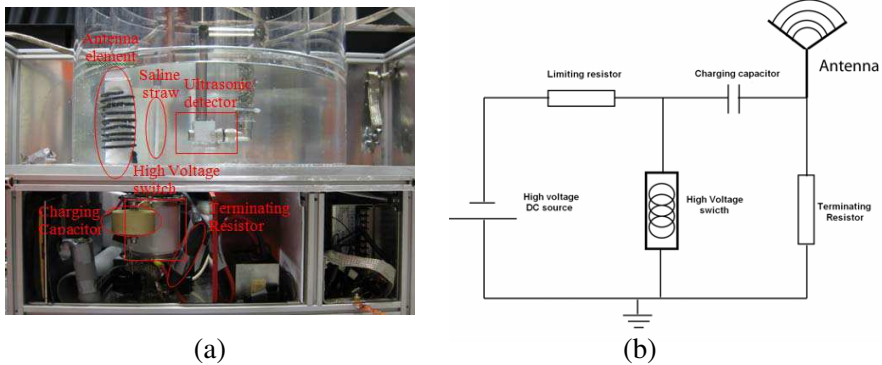 Antenna
element
Saline
straw
Ultrasonic
detector
High Voltage
switch
Charging
Capacitor
Terminating
Resistor
(a)
Antenna
Limiting resistor
Charging capacitor
High voltage
DC source
High Voltage
swicth
Terminating
Resistor
(b)